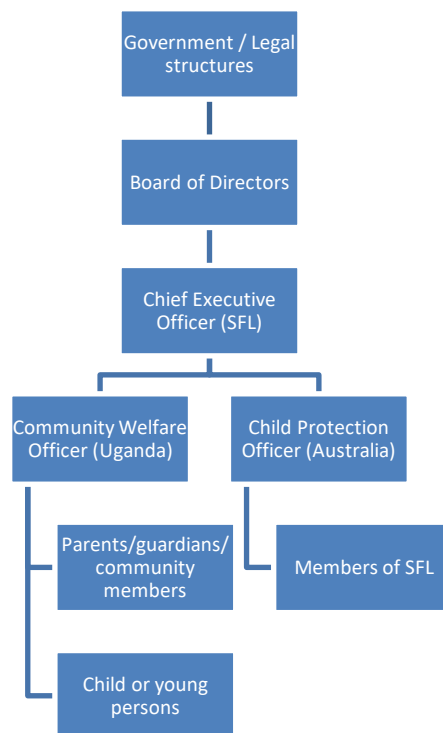 Government / Legal
structures
Board of Directors
Chief Executive
Officer (SFL)
Community Welfare
Officer (Uganda)
Child Protection
Officer (Australia)
Parents/guardians/
community
members
Members of SFL
Child or young
persons